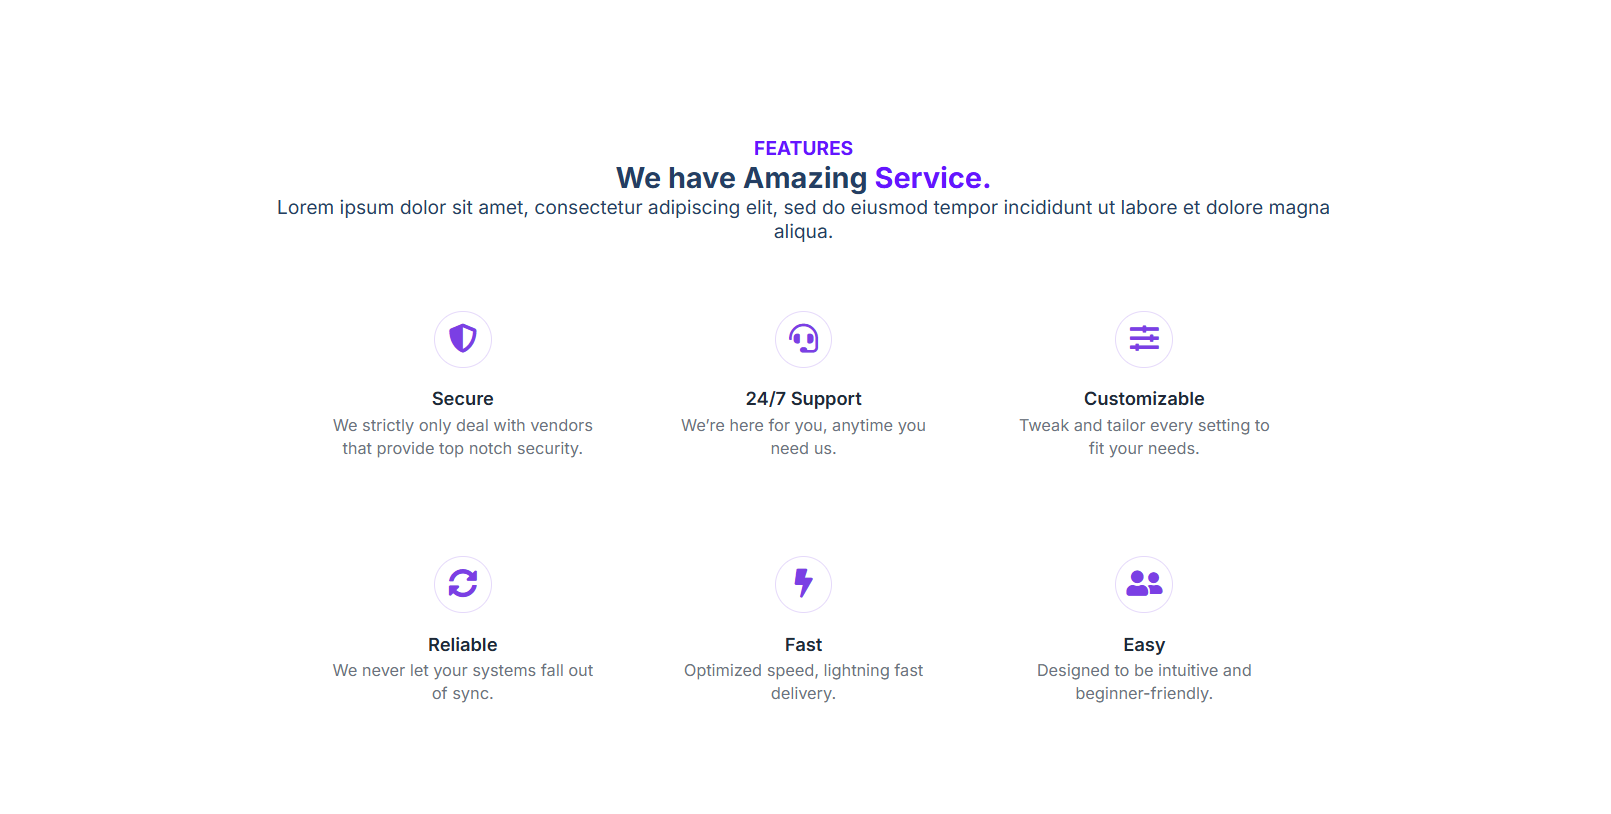 FEATURES
We have Amazing Service.
Lorem ipsum dolor sit amet, consectetur adipiscing elit, sed do eiusmod tempor incididunt ut labore et dolore magna
aliqua.
Secure
We strictly only deal with vendors
that provide top notch security.
24/7 Support
We’re here for you, anytime you
need us.
Customizable
Tweak and tailor every setting to
fit your needs.
Reliable
We never let your systems fall out
of sync.
Fast
Optimized speed, lightning fast
delivery.
Easy
Designed to be intuitive and
beginner-friendly.